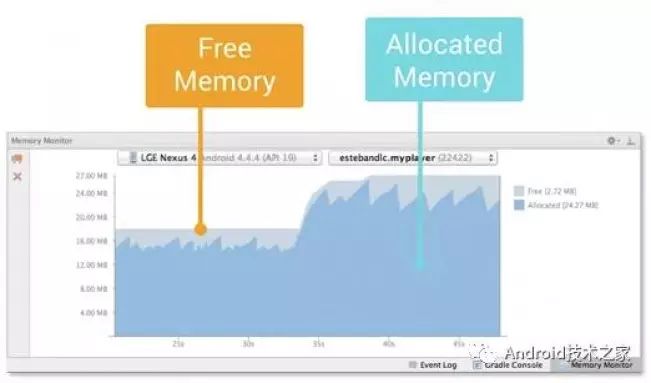 Free
Memory
Allocated
Memory
Memory Monitor
LGE Nexus 4 Android 4.4.4 (API 19)
estebandlc.myplayer (22422)
27.00 MB
24.00 MB
20.00 MB
16.00 MB
12.00 MB
8.00 MB
4.00 MB
Free (2.72 MB)
Allocated (24.27 MB)
25s
30s
35s
40s
45s
Event Log
Gradle Console
Memory Monitor
Android技术之家